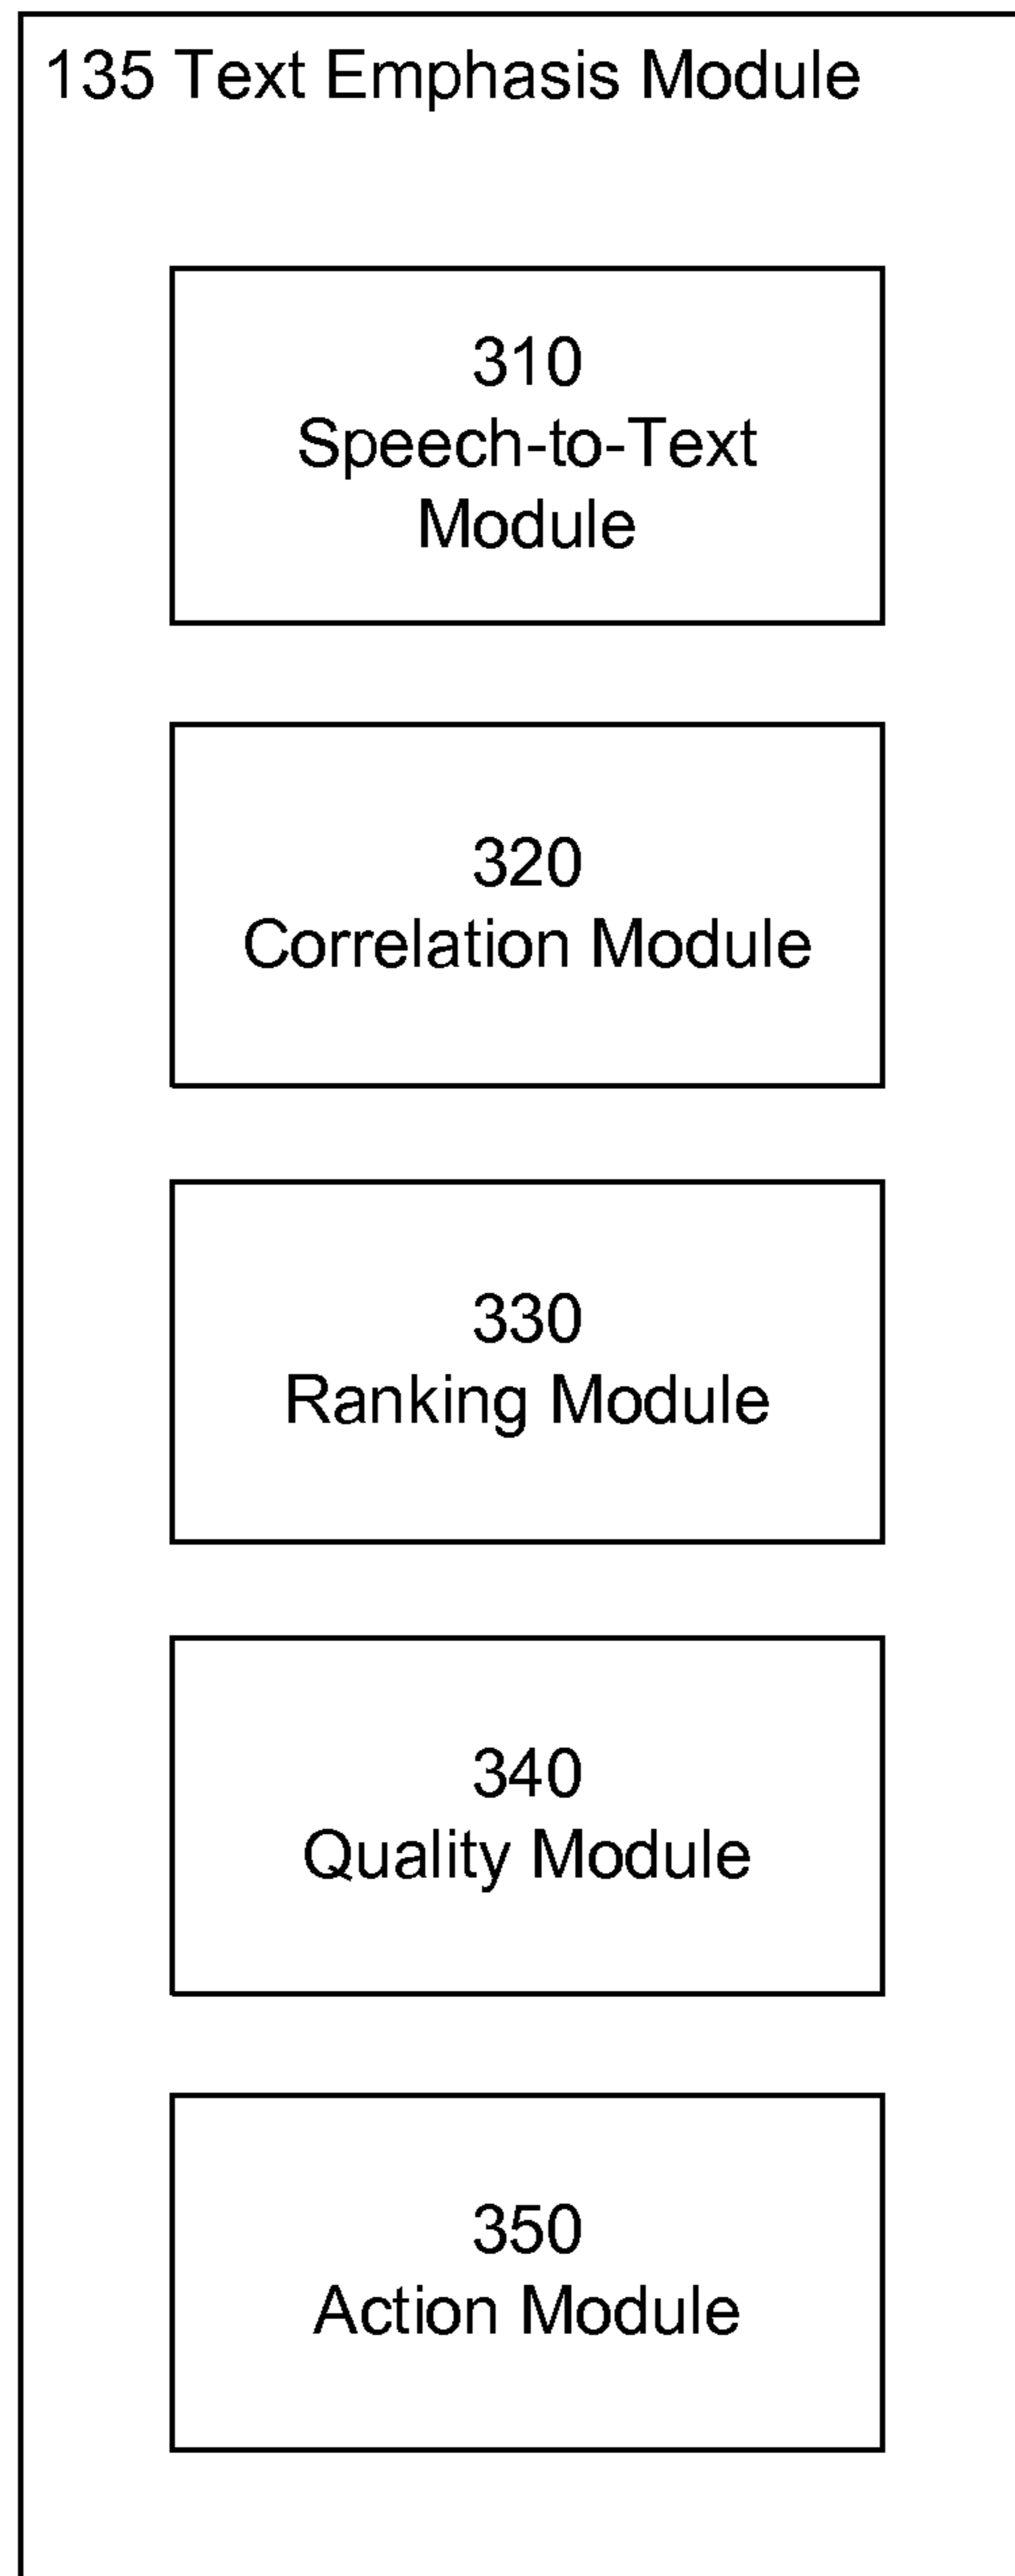 135 Text Emphasis Module
310
Speech-to-Text
Module
320
Correlation Module
330
Ranking Module
340
Quality Module
350
Action Module